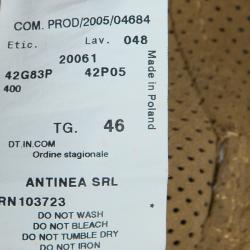 COM. PROD/2005/04684
Etic. Lav. 048
20061
42G83P 42P05
400
Made in Poland
TG. 46
DT.IN.COM
Ordine stagionale
*
ANTINEA SRL
RN103723
DO NOT WASH
DO NOT BLEACH
DO NOT TUMBLE DRY
DO NOT IRON